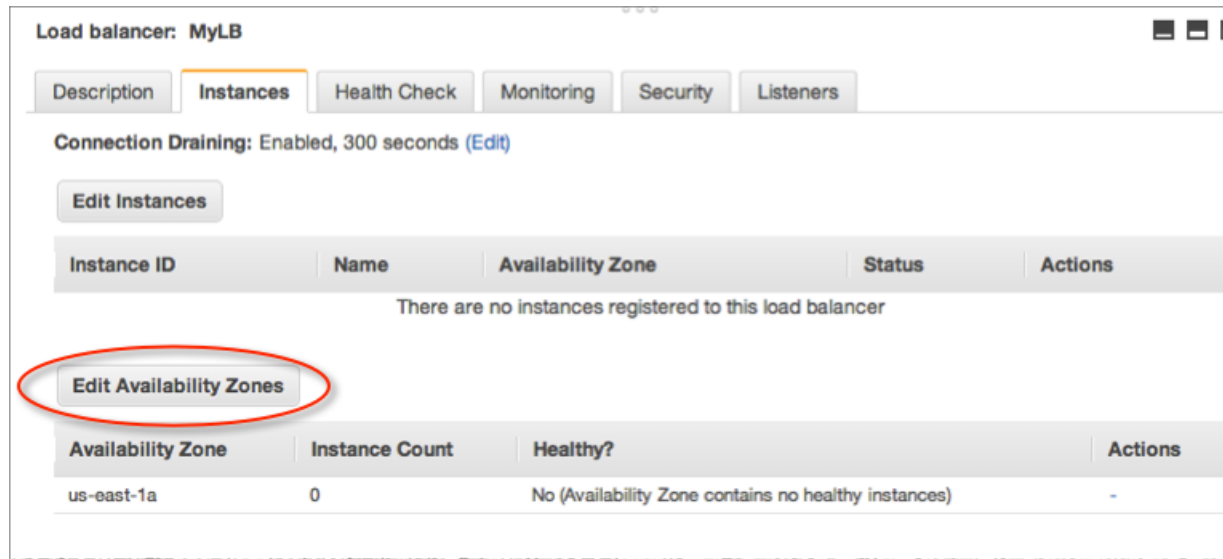 Load balancer: MyLB
Description Instances Health Check Monitoring Security Listeners
Connection Draining: Enabled, 300 seconds (Edit)
Edit Instances
Instance ID Name Availability Zone Status Actions
There are no instances registered to this load balancer
Edit Availability Zones
Availability Zone Instance Count Healthy? Actions
us-east-1a 0 No (Availability Zone contains no healthy instances) -